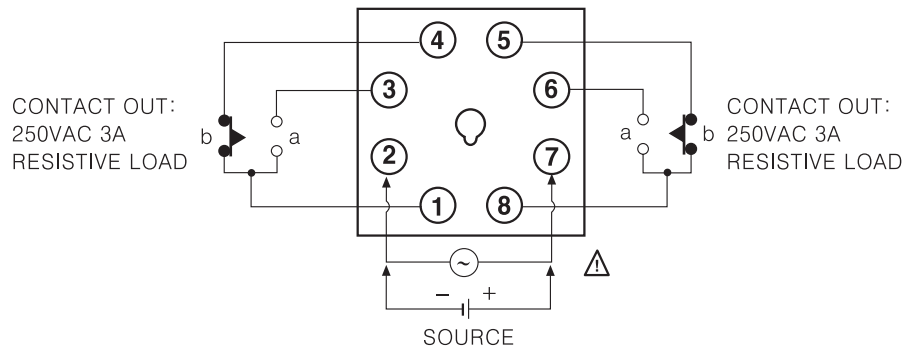 4 5
CONTACT OUT:
250VAC 3A
RESISTIVE LOAD
b a
3 6
2 7
1 8
a b
CONTACT OUT:
250VAC 3A
RESISTIVE LOAD
~
!
− +
SOURCE